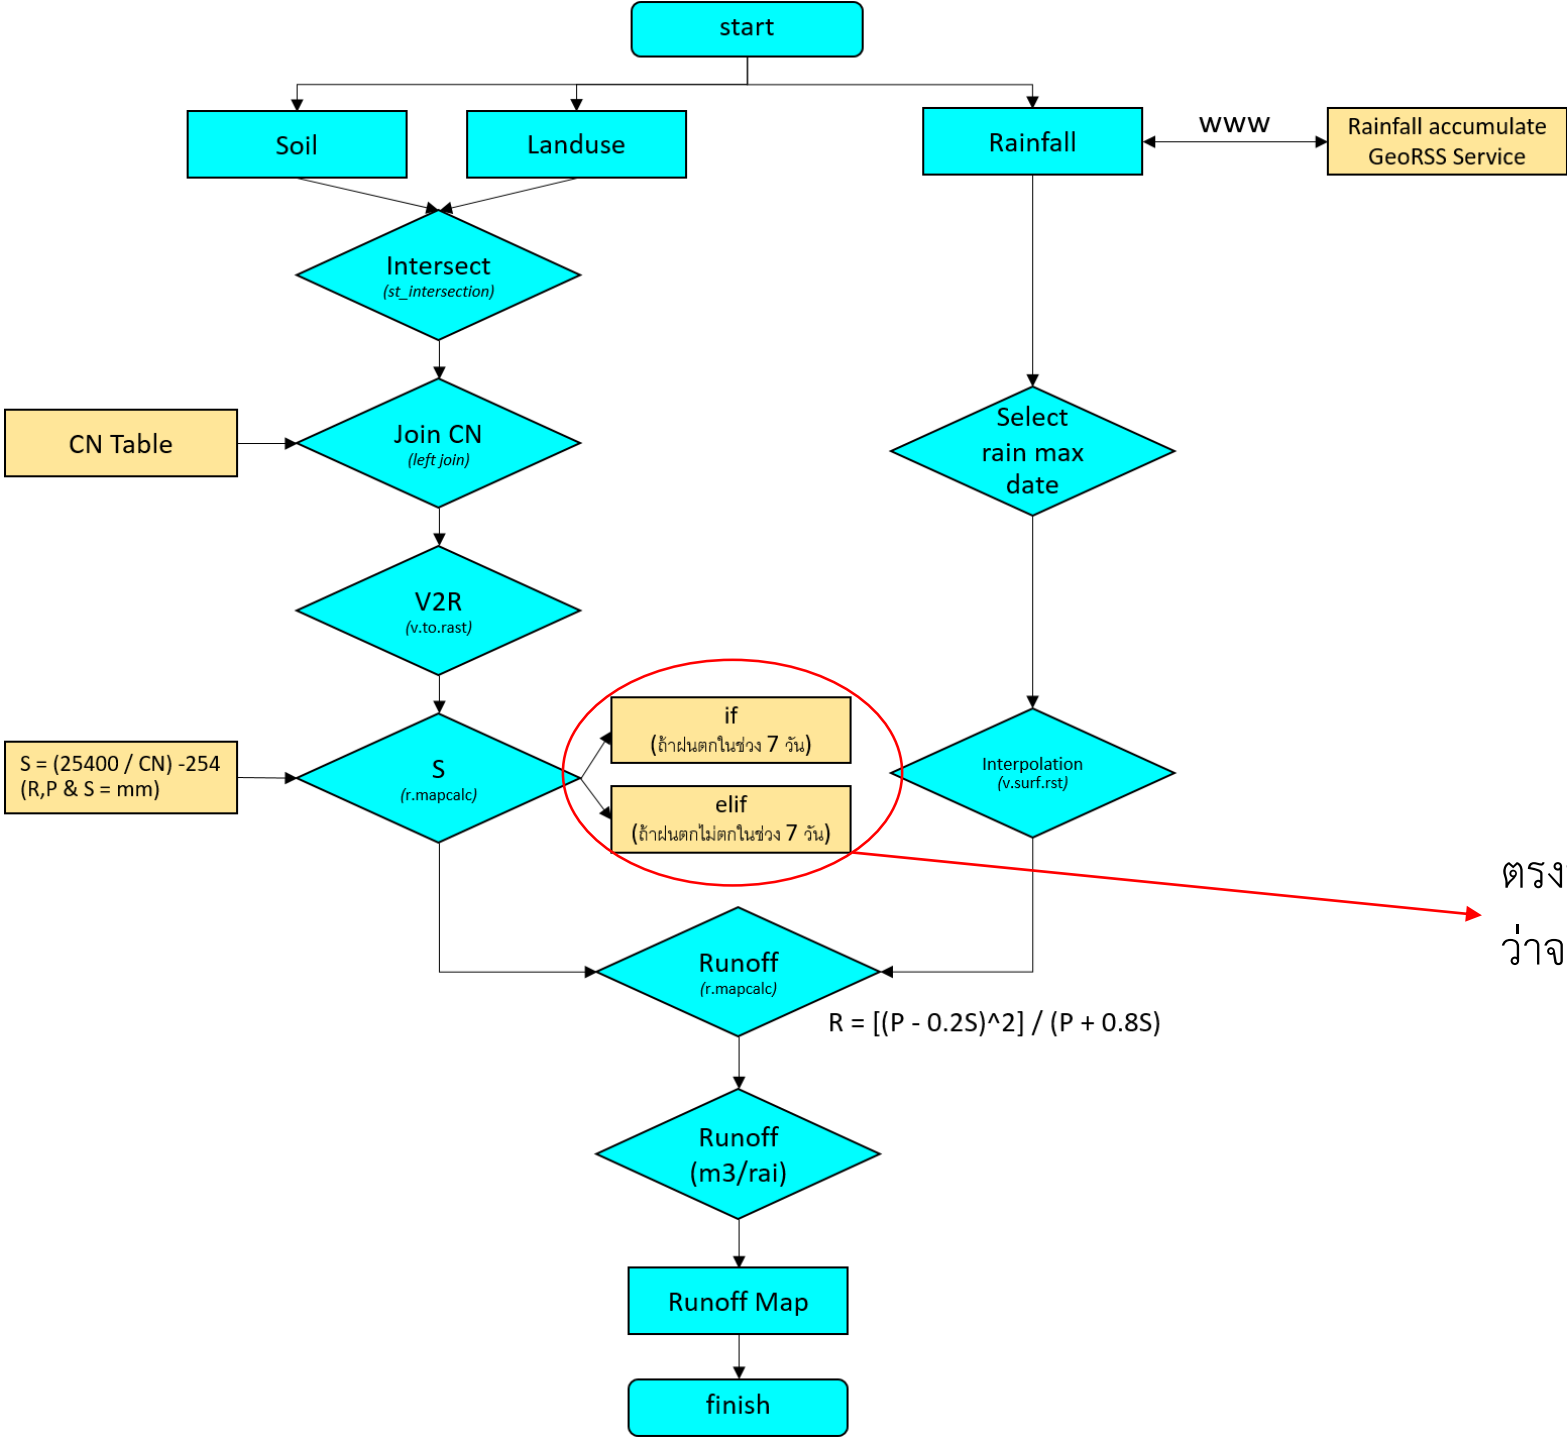 start
Soil
Landuse
Rainfall
www
Rainfall accumulate
GeoRSS Service
Intersect
(st_intersection)
CN Table
Join CN
(left join)
Select
rain max
date
V2R
(v.to.rast)
S = (25400 / CN) -254
(R,P & S = mm)
S
(r.mapcalc)
if
(ถ้าฝนตกในช่วง 7 วัน)
elif
(ถ้าฝนตกไม่ตกในช่วง 7 วัน)
Interpolation
(v.surf.rst)
ตรง
ว่าจ
Runoff
(r.mapcalc)
R = [(P - 0.2S)^2] / (P + 0.8S)
Runoff
(m3/rai)
Runoff Map
finish